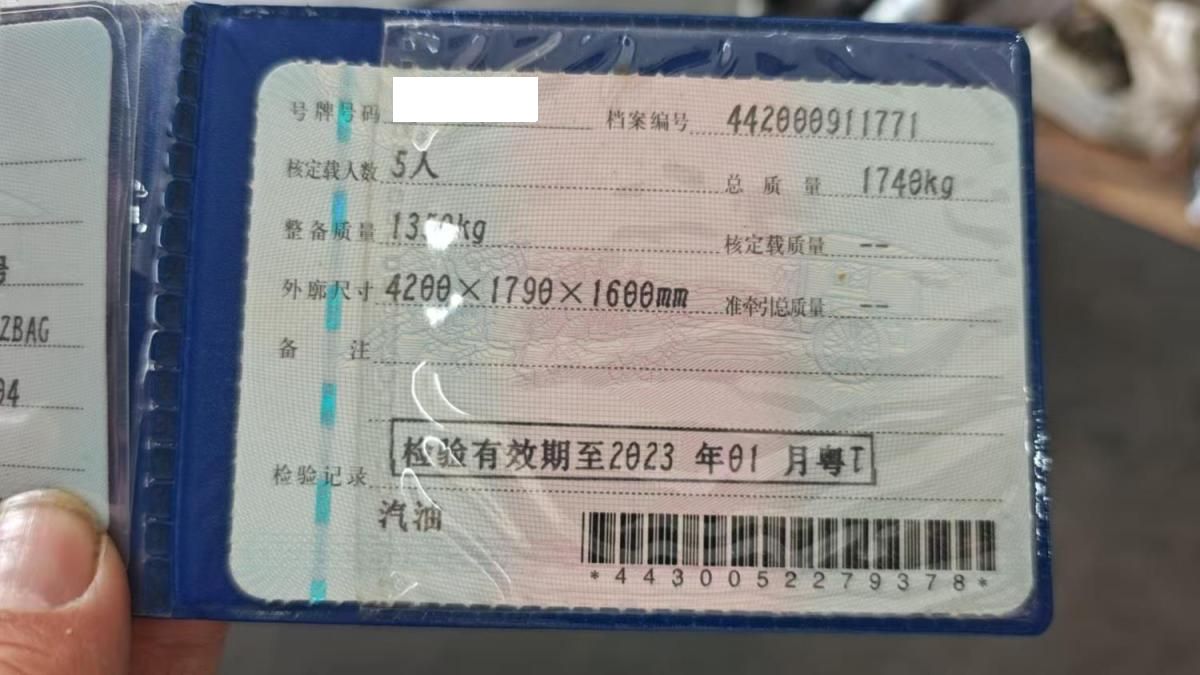 号牌号码 档案编号 442000911771
核定载人数 5人 总质量 1740kg
整备质量 kg 核定载质量 --
外廓尺寸 4200×1790×1600mm 准牵引总质量 --
备注
检验有效期至2023年01月粤T
检验记录
汽油
*4430052279378*
号
ZBAG
04